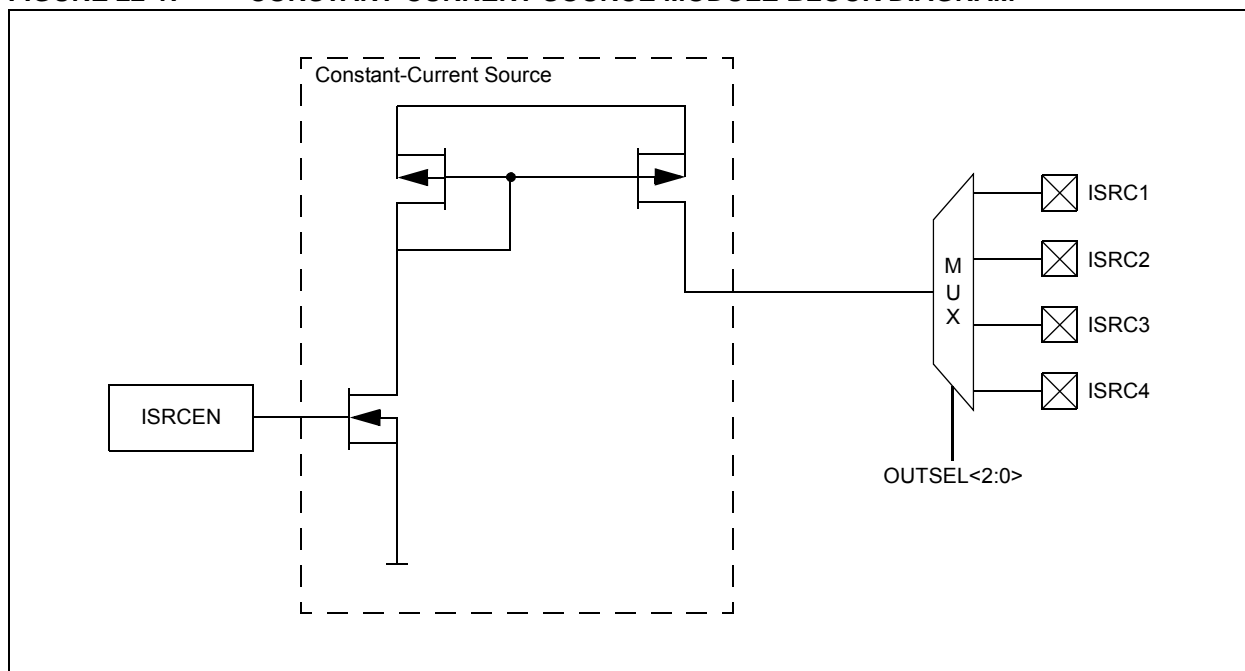 Constant-Current Source
ISRC1
ISRC2
ISRC3
ISRC4
M
U
X
ISRCEN
OUTSEL<2:0>